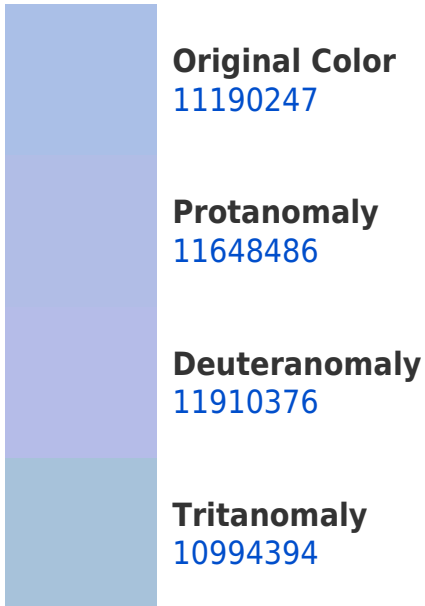 Original Color
11190247
Protanomaly
11648486
Deuteranomaly
11910376
Tritanomaly
10994394